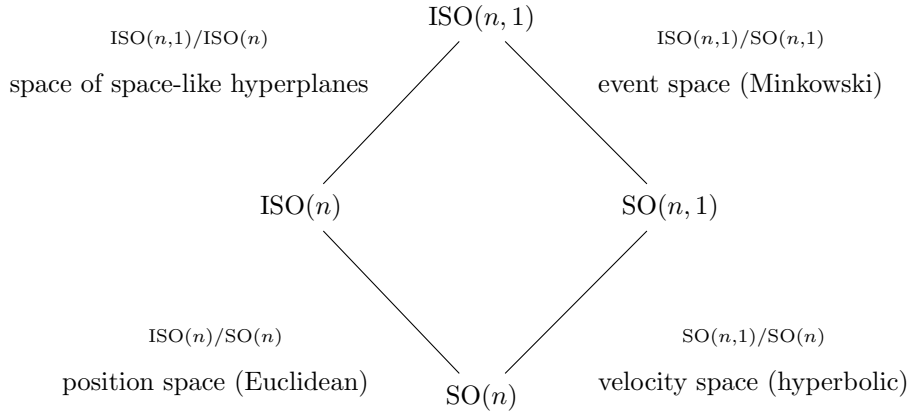 ISO(n, 1)
ISO(n,1)/ISO(n)
space of space-like hyperplanes
ISO(n,1)/SO(n,1)
event space (Minkowski)
ISO(n)
SO(n, 1)
ISO(n)/SO(n)
position space (Euclidean)
SO(n,1)/SO(n)
velocity space (hyperbolic)
SO(n)